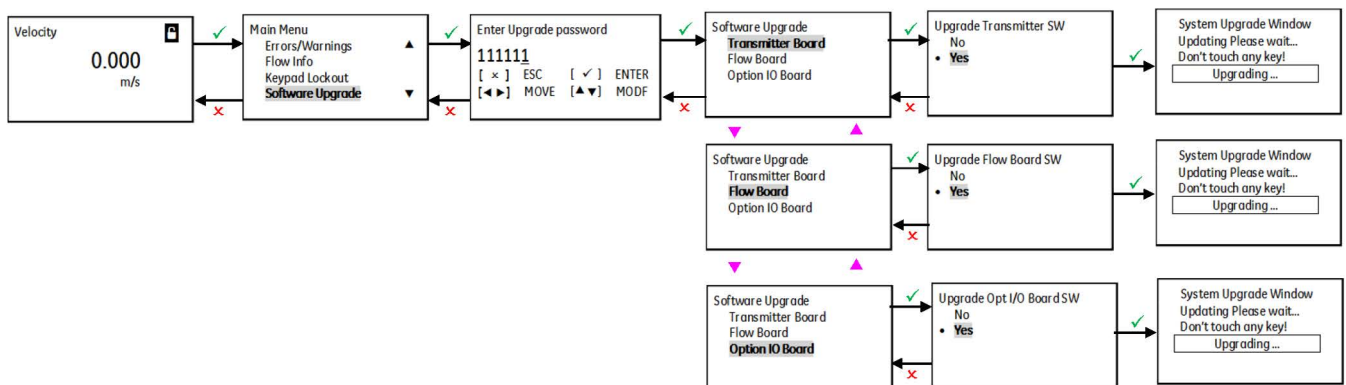 Velocity
0.000
m/s
Main Menu
Errors/Warnings
Flow Info
Keypad Lockout
Software Upgrade
Enter Upgrade password
111111
[ × ] ESC [ ✓ ] ENTER
[◄ ►] MOVE [▲ ▼] MODF
Software Upgrade
Transmitter Board
Flow Board
Option IO Board
Upgrade Transmitter SW
No
• Yes
System Upgrade Window
Updating Please wait...
Don't touch any key!
Upgrading ...
Software Upgrade
Transmitter Board
Flow Board
Option IO Board
Upgrade Flow Board SW
No
• Yes
System Upgrade Window
Updating Please wait...
Don't touch any key!
Upgrading ...
Software Upgrade
Transmitter Board
Flow Board
Option IO Board
Upgrade Opt I/O Board SW
No
• Yes
System Upgrade Window
Updating Please wait...
Don't touch any key!
Upgrading ...